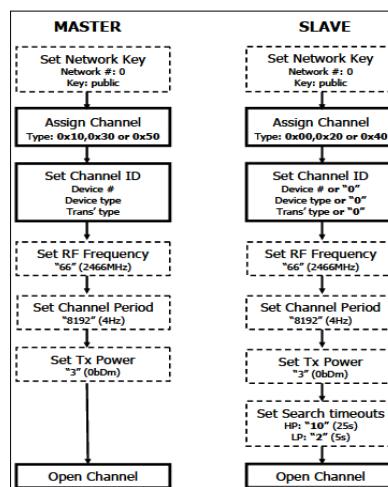 MASTER
Set Network Key
Network #: 0
Key: public
Assign Channel
Type: 0x10,0x30 or 0x50
Set Channel ID
Device #
Device type
Trans' type
Set RF Frequency
"66" (2466MHz)
Set Channel Period
"8192" (4Hz)
Set Tx Power
"3" (0bDm)
Open Channel
SLAVE
Set Network Key
Network #: 0
Key: public
Assign Channel
Type: 0x00,0x20 or 0x40
Set Channel ID
Device # or "0"
Device type or "0"
Trans' type or "0"
Set RF Frequency
"66" (2466MHz)
Set Channel Period
"8192" (4Hz)
Set Tx Power
"3" (0bDm)
Set Search timeouts
HP: "10" (25s)
LP: "2" (5s)
Open Channel